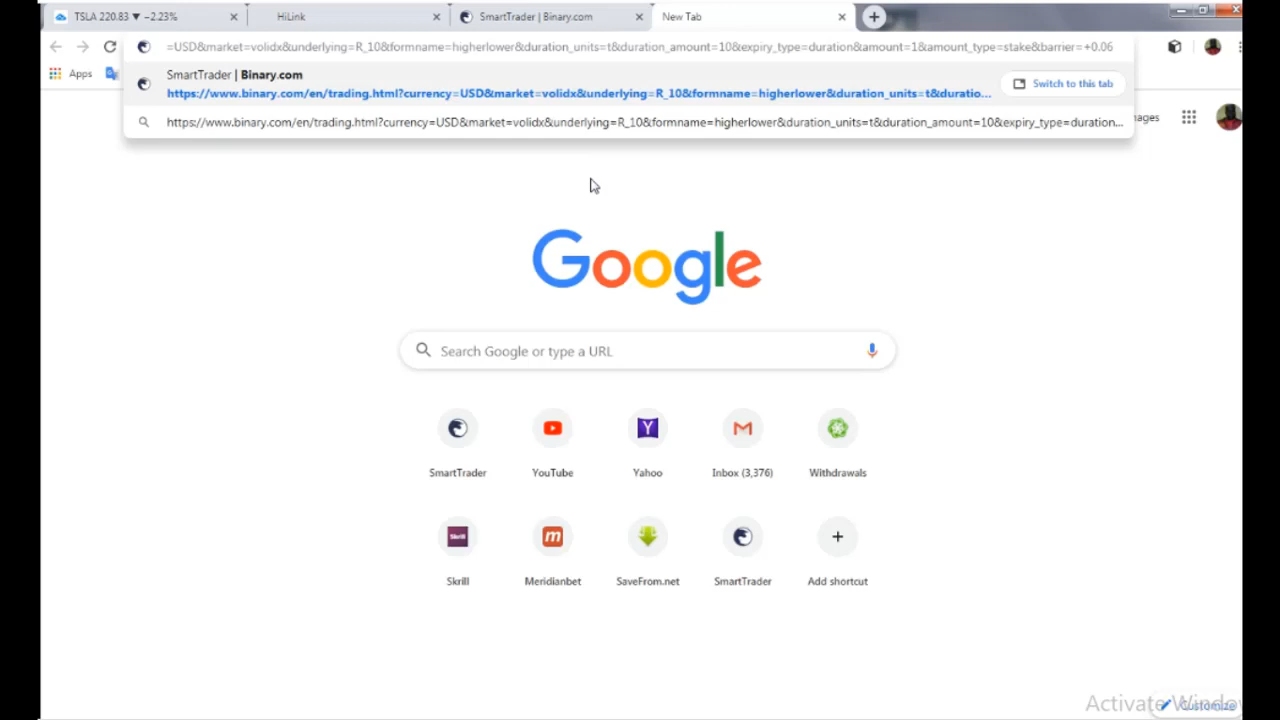 TSLA 220.83 ▼ −2.23%
HiLink
SmartTrader | Binary.com
New Tab
=USD&market=volidx&underlying=R_10&formname=higherlower&duration_units=t&duration_amount=10&expiry_type=duration&amount=1&amount_type=stake&barrier=+0.06
Apps
SmartTrader | Binary.com
https://www.binary.com/en/trading.html?currency=USD&market=volidx&underlying=R_10&formname=higherlower&duration_units=t&duratio...
Switch to this tab
https://www.binary.com/en/trading.html?currency=USD&market=volidx&underlying=R_10&formname=higherlower&duration_units=t&duration_amount=10&expiry_type=duration...
ages
Google
Search Google or type a URL
SmartTrader
YouTube
Yahoo
Inbox (3,376)
Withdrawals
Skrill
Skrill
Meridianbet
SaveFrom.net
SmartTrader
Add shortcut
Activate Windows
Customize